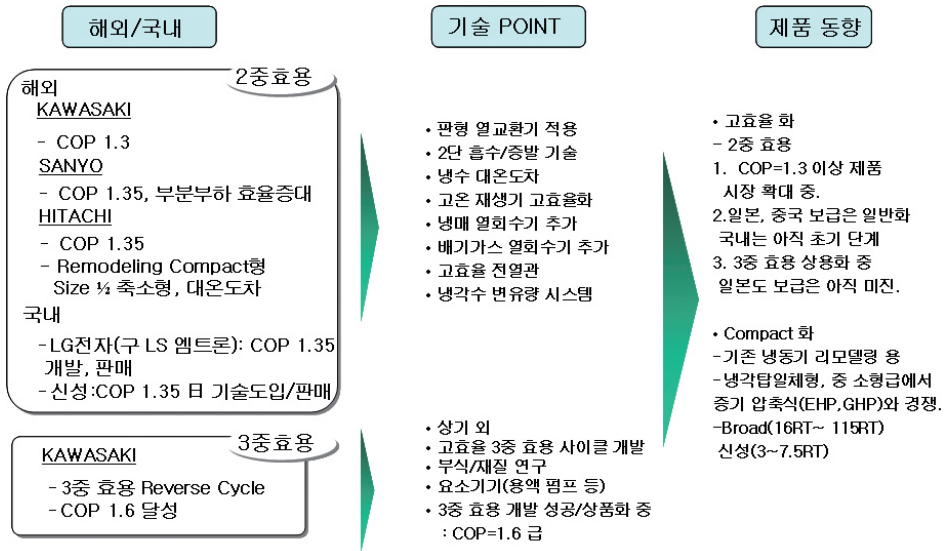 해외/국내
기술 POINT
제품 동향
2중효용
해외
KAWASAKI
- COP 1.3
SANYO
- COP 1.35, 부분부하 효율증대
HITACHI
- COP 1.35
- Remodeling Compact형
Size ½ 축소형, 대온도차
국내
-LG전자(구 LS 엠트론): COP 1.35
개발, 판매
-신성:COP 1.35 日 기술도입/판매
3중효용
KAWASAKI
-3중 효용 Reverse Cycle
-COP 1.6 달성
• 판형 열교환기 적용
• 2단 흡수/증발 기술
• 냉수 대온도차
• 고온 재생기 고효율화
• 냉매 열회수기 추가
• 배기가스 열회수기 추가
• 고효율 전열관
• 냉각수 변유량 시스템
• 상기 외
• 고효율 3중 효용 사이클 개발
• 부식/재질 연구
• 요소기기(용액 펌프 등)
• 3중 효용 개발 성공/상품화 중
: COP=1.6 급
• 고효율 화
- 2중 효용
1. COP=1.3 이상 제품
시장 확대 중.
2.일본, 중국 보급은 일반화
국내는 아직 초기 단계
3. 3중 효용 상용화 중
일본도 보급은 아직 미진.
• Compact 화
-기존 냉동기 리모델링 용
-냉각탑일체형, 중 소형급에서
증기 압축식(EHP,GHP)와 경쟁.
-Broad(16RT~ 115RT)
신성(3~7.5RT)